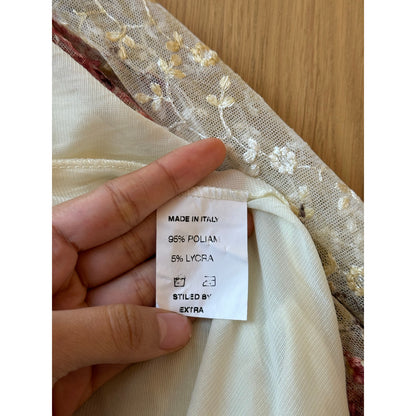 MADE IN ITALY
95% POLIAM
5% LYCRA
STILED BY
EXTRA